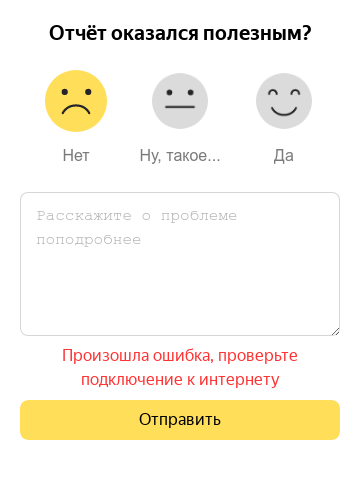 Отчёт оказался полезным?
Нет
Ну, такое...
Да
Расскажите о проблеме
поподробнее
Произошла ошибка, проверьте
подключение к интернету
Отправить